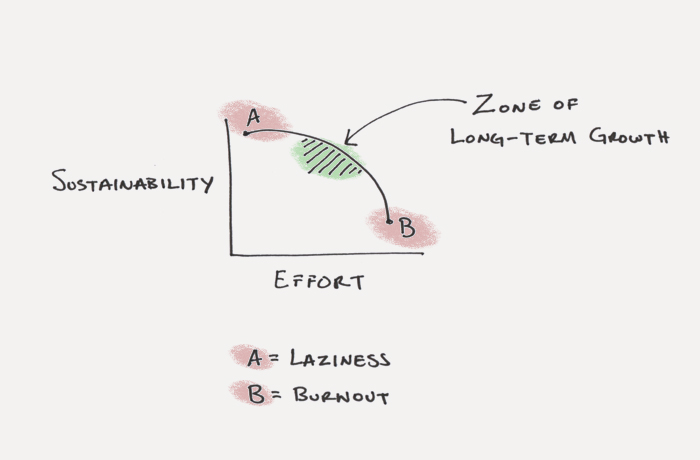 A
ZONE OF
LONG-TERM GROWTH
SUSTAINABILITY
B
EFFORT
A = LAZINESS
B = BURNOUT